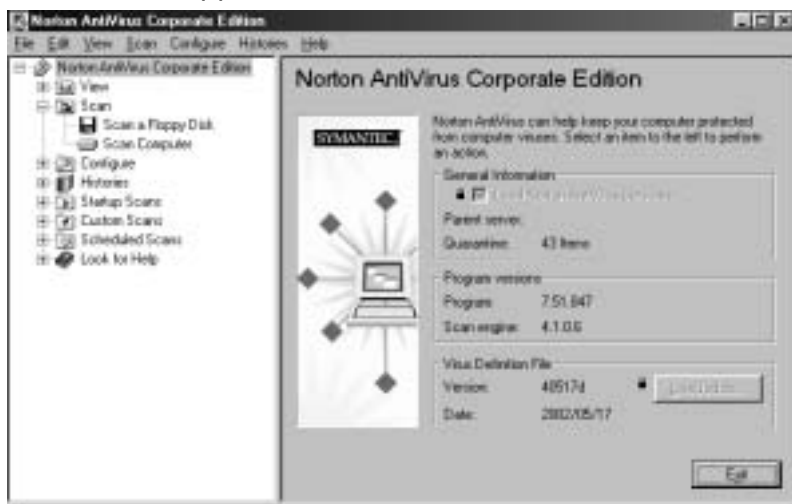 Norton AntiVirus Corporate Edition
File Edit View Scan Configure Histories Help
Norton AntiVirus Corporate Edition
View
Scan
Scan a Floppy Disk
Scan Computer
Configure
Histories
Startup Scans
Custom Scans
Scheduled Scans
Look for Help
Norton AntiVirus Corporate Edition
SYMANTEC.
Norton AntiVirus can help keep your computer protected
from computer viruses. Select an item to the left to perform
an action.
General Information
Parent server:
Quarantine: 43 Items
Program versions
Program: 7.51.847
Scan engine: 4.1.0.6
Virus Definition File
Version: 40517d
Date: 2002/05/17
Exit